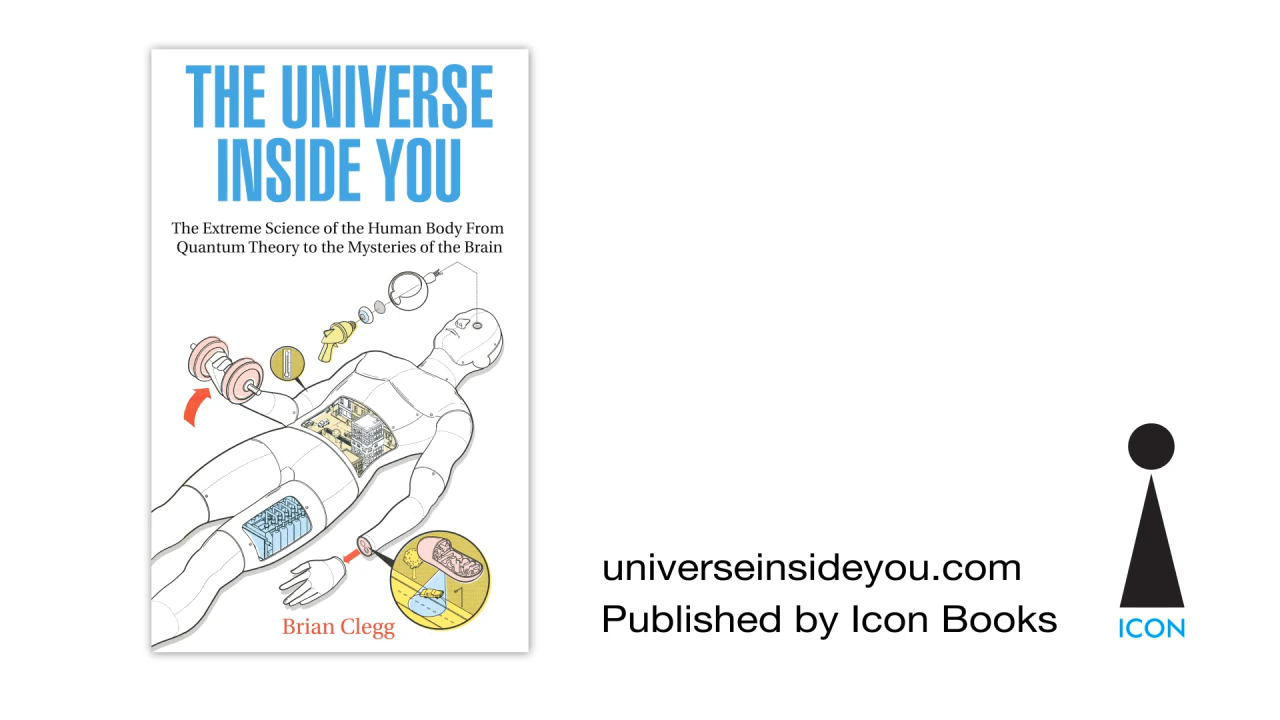 THE UNIVERSE
INSIDE YOU
The Extreme Science of the Human Body From
Quantum Theory to the Mysteries of the Brain
Brian Clegg
universeinsideyou.com
Published by Icon Books
ICON